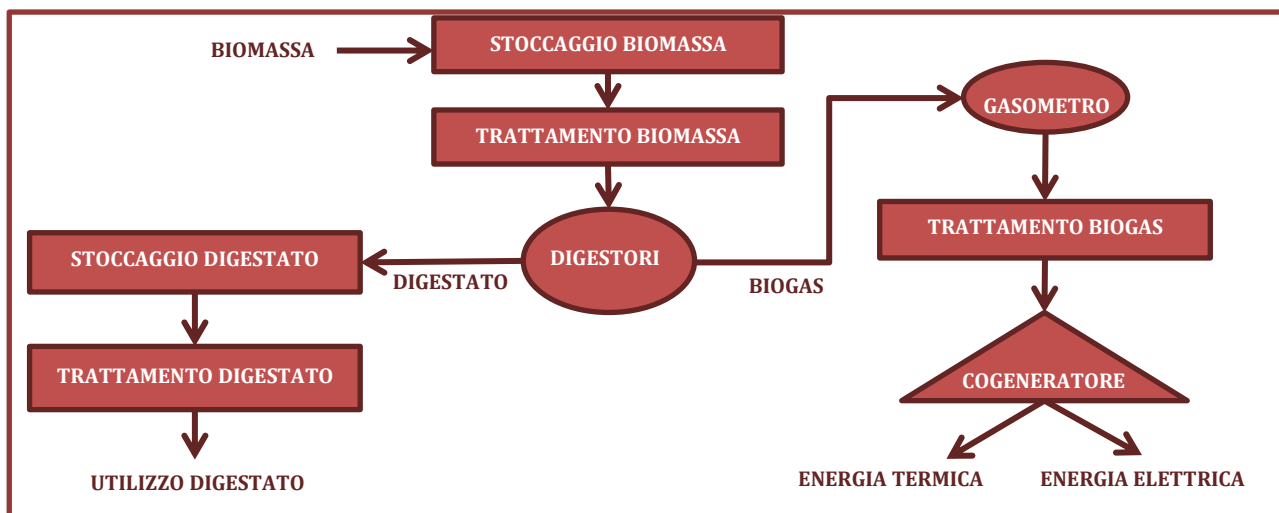 BIOMASSA
STOCCAGGIO BIOMASSA
GASOMETRO
TRATTAMENTO BIOMASSA
TRATTAMENTO BIOGAS
STOCCAGGIO DIGESTATO
DIGESTORI
DIGESTATO
BIOGAS
TRATTAMENTO DIGESTATO
COGENERATORE
UTILIZZO DIGESTATO
ENERGIA TERMICA
ENERGIA ELETTRICA